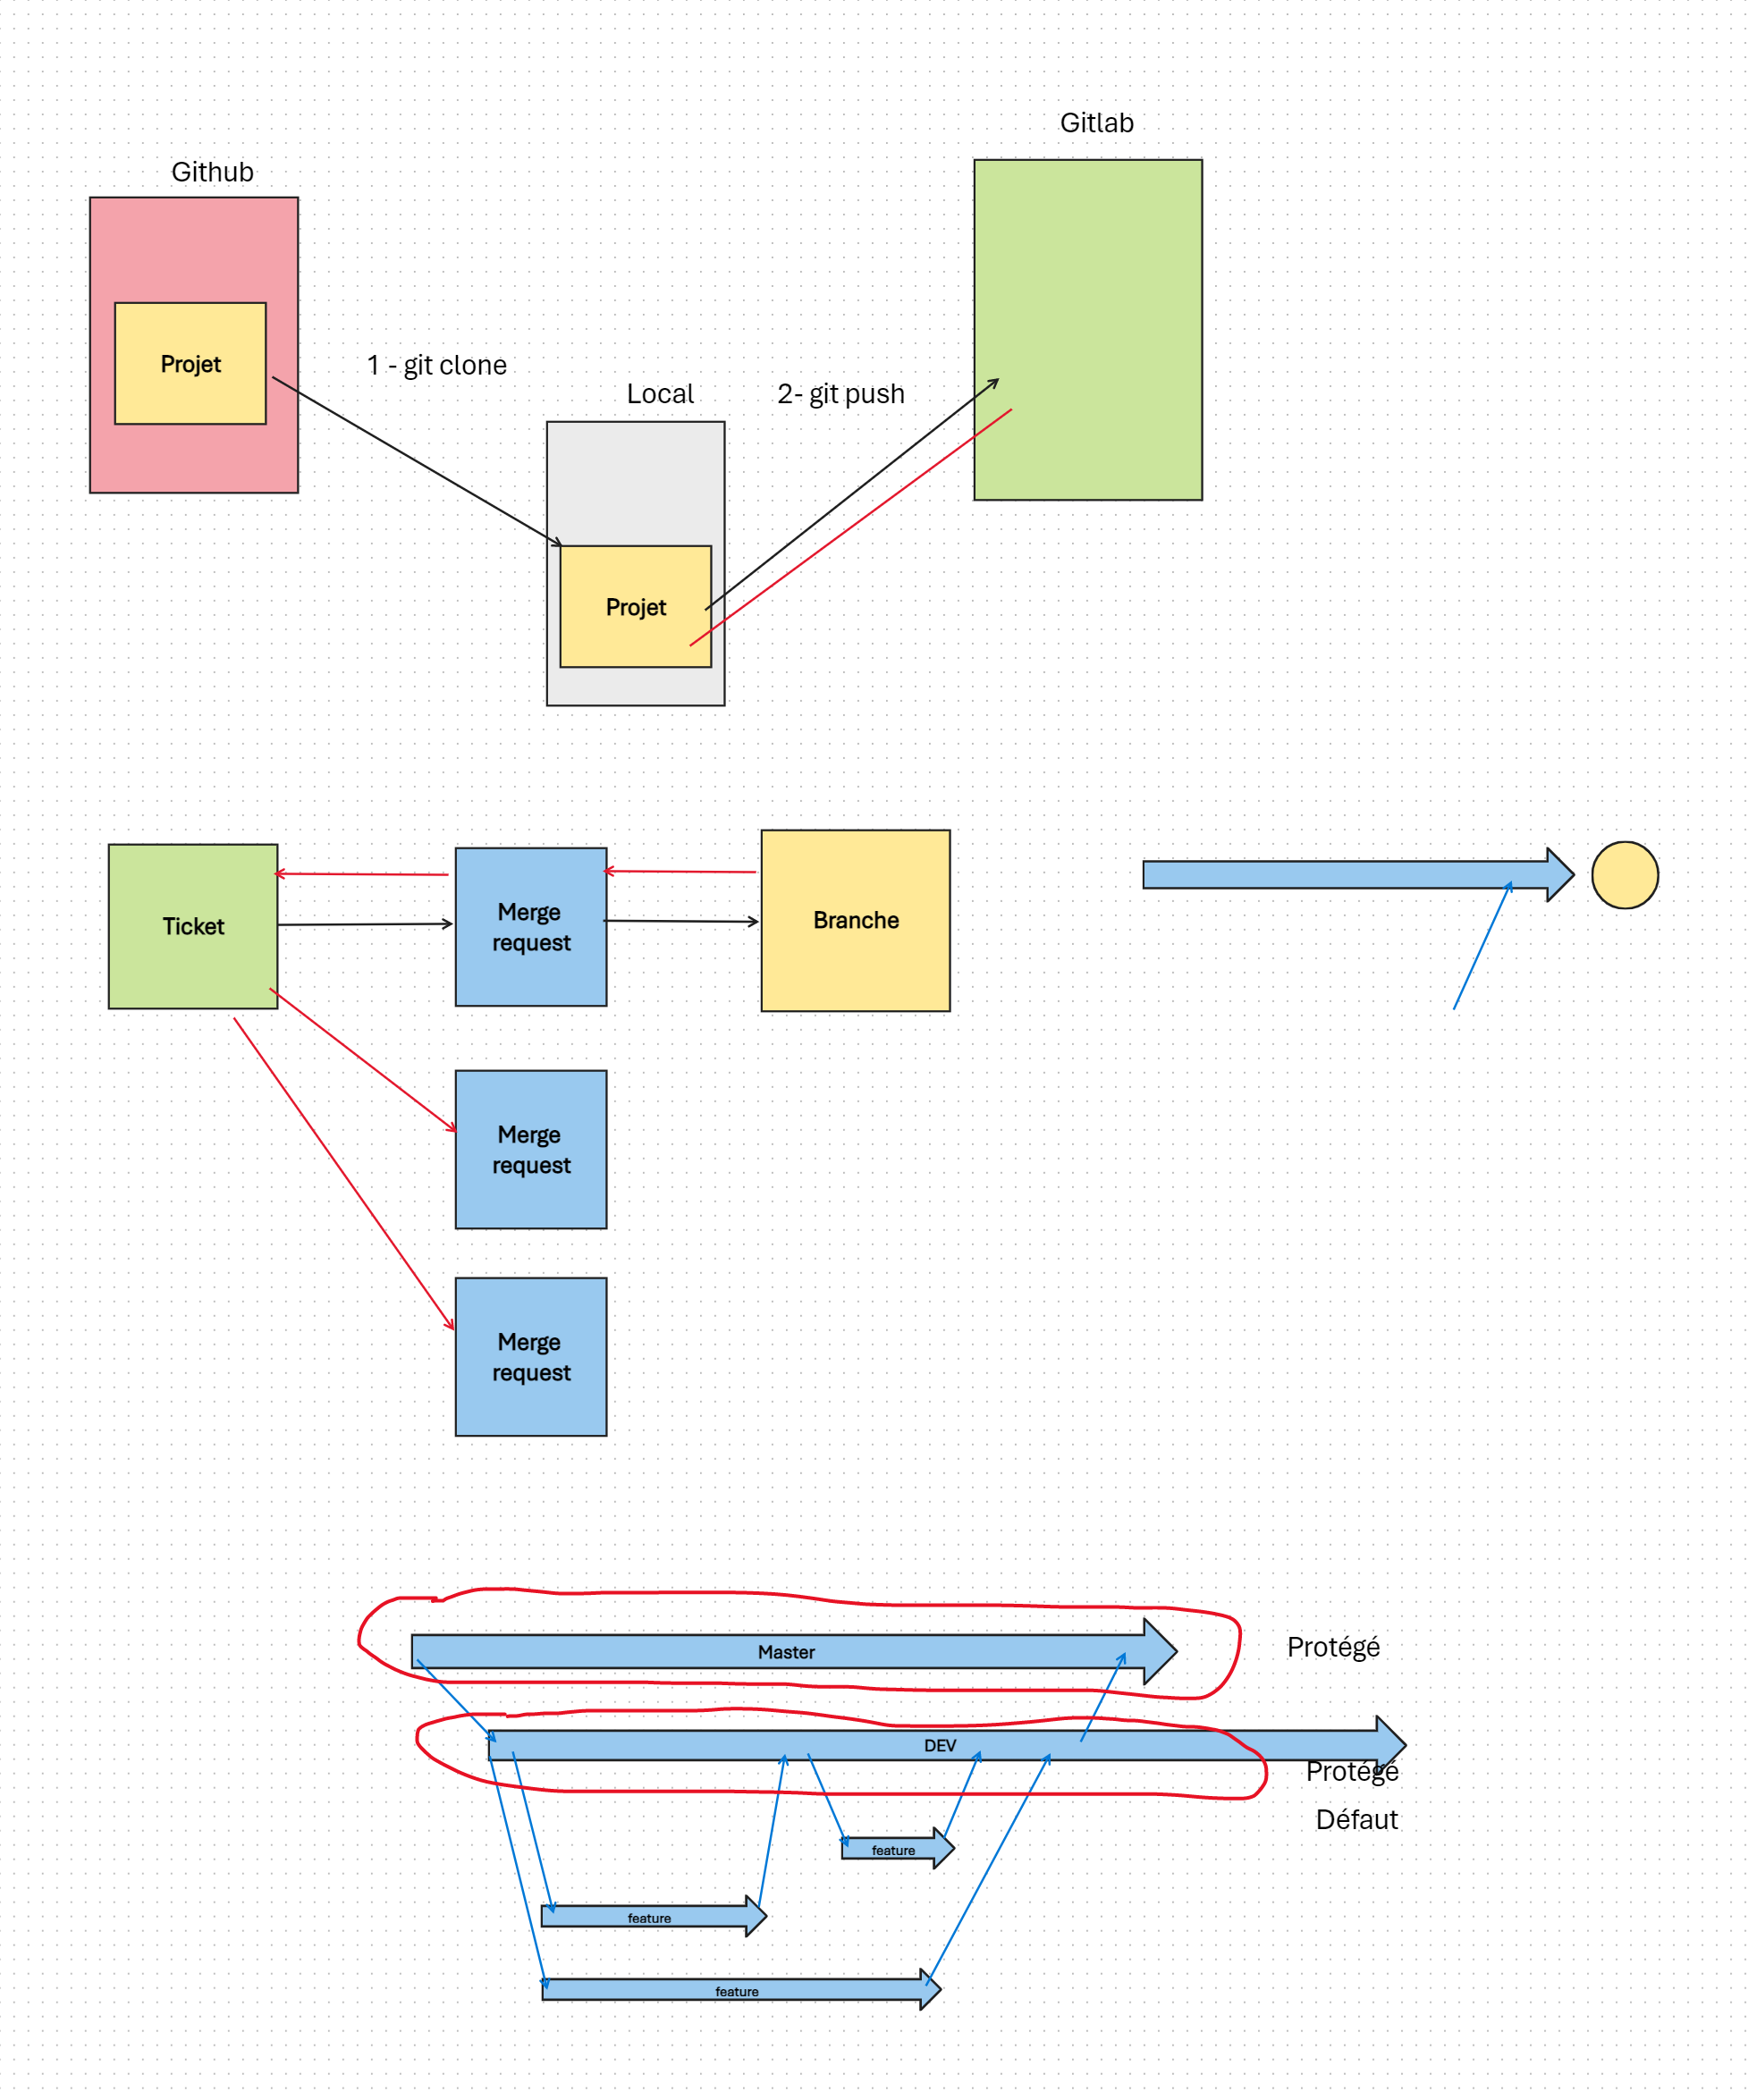 Gitlab
Github
Projet
1 - git clone
Local
2- git push
Projet
Ticket
Merge
request
Branche
Merge
request
Merge
request
Master
Protégé
DEV
Protégé
Défaut
feature
feature
feature